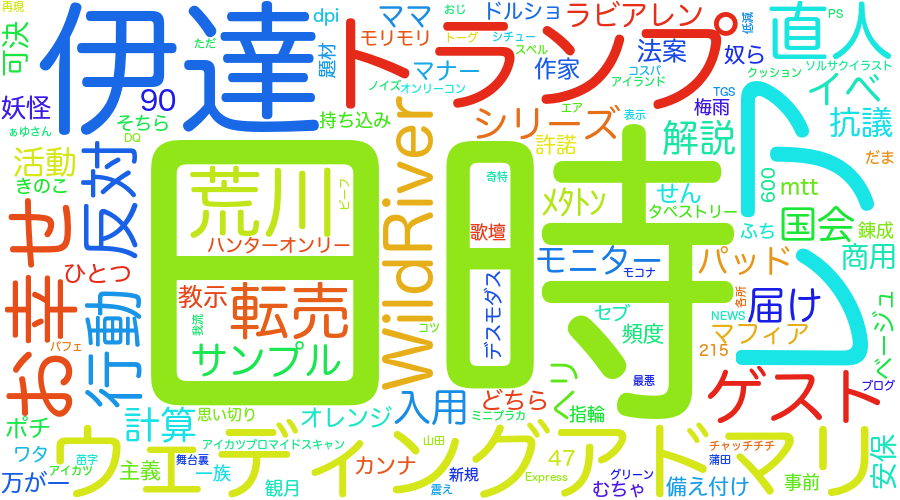 再現
伊達
トランプ
ママ
dpi
おじ
ドルショ
ラビアレン
低減
直人
PS
可決
ただ
モリモリ
トーグ
シチュー
スペル
題材
マナー
作家
法案
奴ら
コスパ
アイランド
クッション
ソルサクイラスト
イベ
ノイズ
オンリーコン
TGS
妖怪
90
そちら
ぁゆさん
DQ
持ち込み
シリーズ
エア
表示
梅雨
抗議
解説
許諾
レア
だま
活動
きのこ
反対
日時
荒川
ビーフ
WildRiver
奇特
メタトン
せん
タペストリー
600
mtt
ふち
国会
錬成
お幸せ
ハンターオンリー
歌壇
モニター
モコナ
パッド
商用
ひとつ
教示
転売
我流
デスモダス
セブ
頻度
各所
届け
NEWS
マフィア
215
ベージュ
行動
コツ
パフェ
サンプル
最悪
ブログ
ゲスト
どちら
ペリ
指輪
入用
ミニプラカ
オレンジ
思い切り
計算
ポチ
ワタ
苗字
アイカツ
アイカツプロマイドスキャン
ウェディングアドマリ
山田
チャッチチチ
蒲田
安保
万が一
主義
舞台裏
一族
観月
カンナ
震え
新規
Express
47
むちゃ
グリーン
備え付け
事前